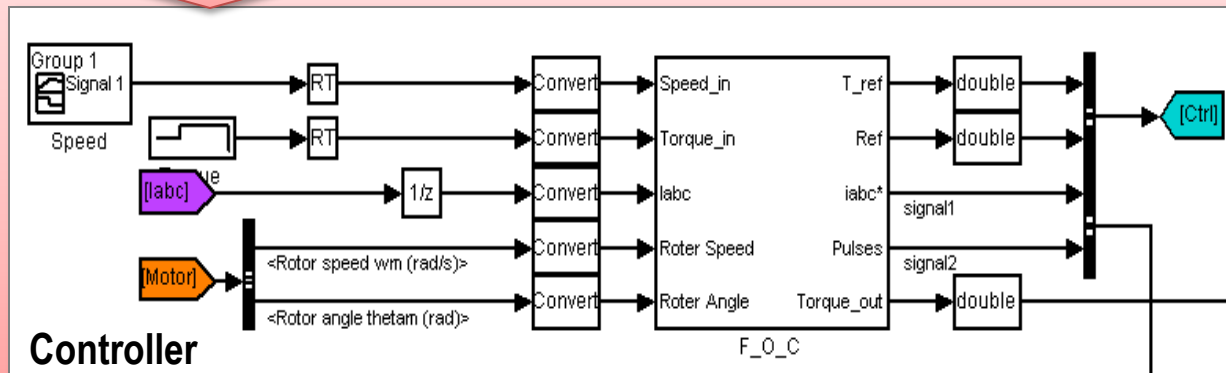 Group 1
Signal 1
Speed
RT
Convert
Speed_in
T_ref
double
[Ctrl]
RT
Convert
Torque_in
Ref
double
[Iabc]
1/z
Convert
Iabc
iabc*
signal1
[Motor]
<Rotor speed wm (rad/s)>
Convert
Roter Speed
Pulses
signal2
<Rotor angle thetam (rad)>
Convert
Roter Angle
Torque_out
double
F_O_C
Controller